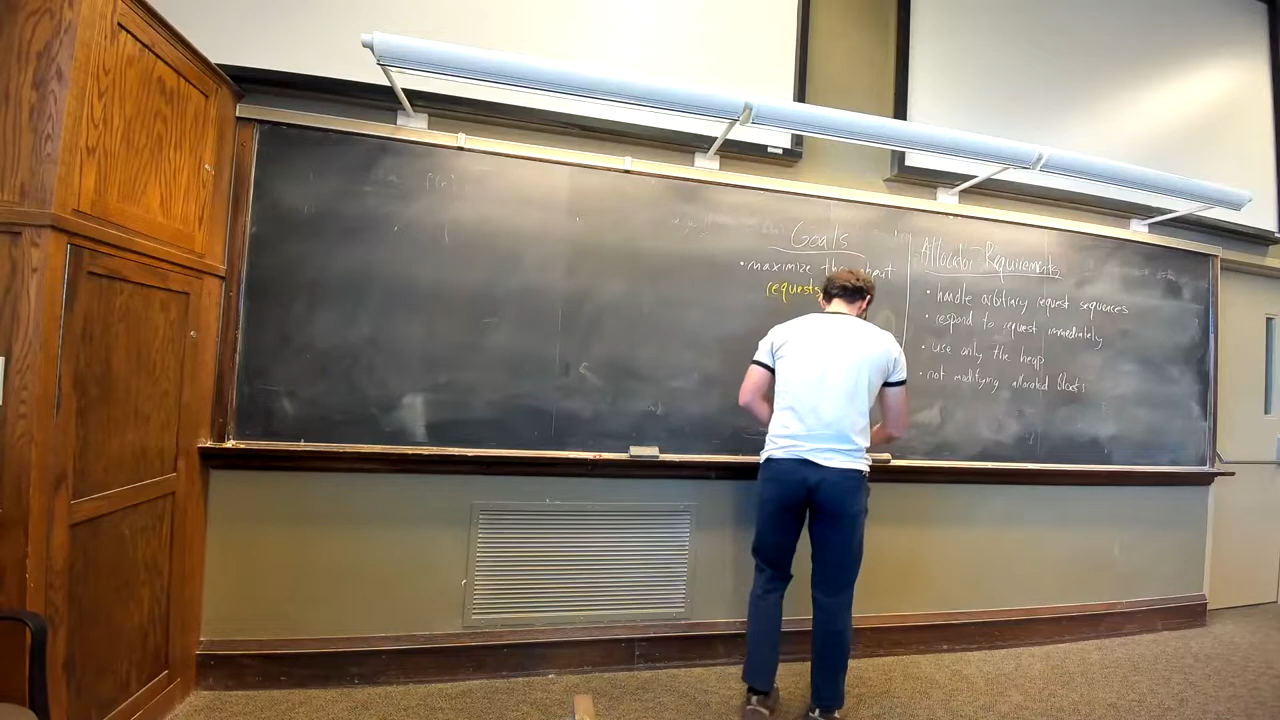 f(n)
Goals
• maximize throughput
requests
Allocator Requirements
• handle arbitrary request sequences
• respond to request immediately
• use only the heap
• not modifying allocated blocks